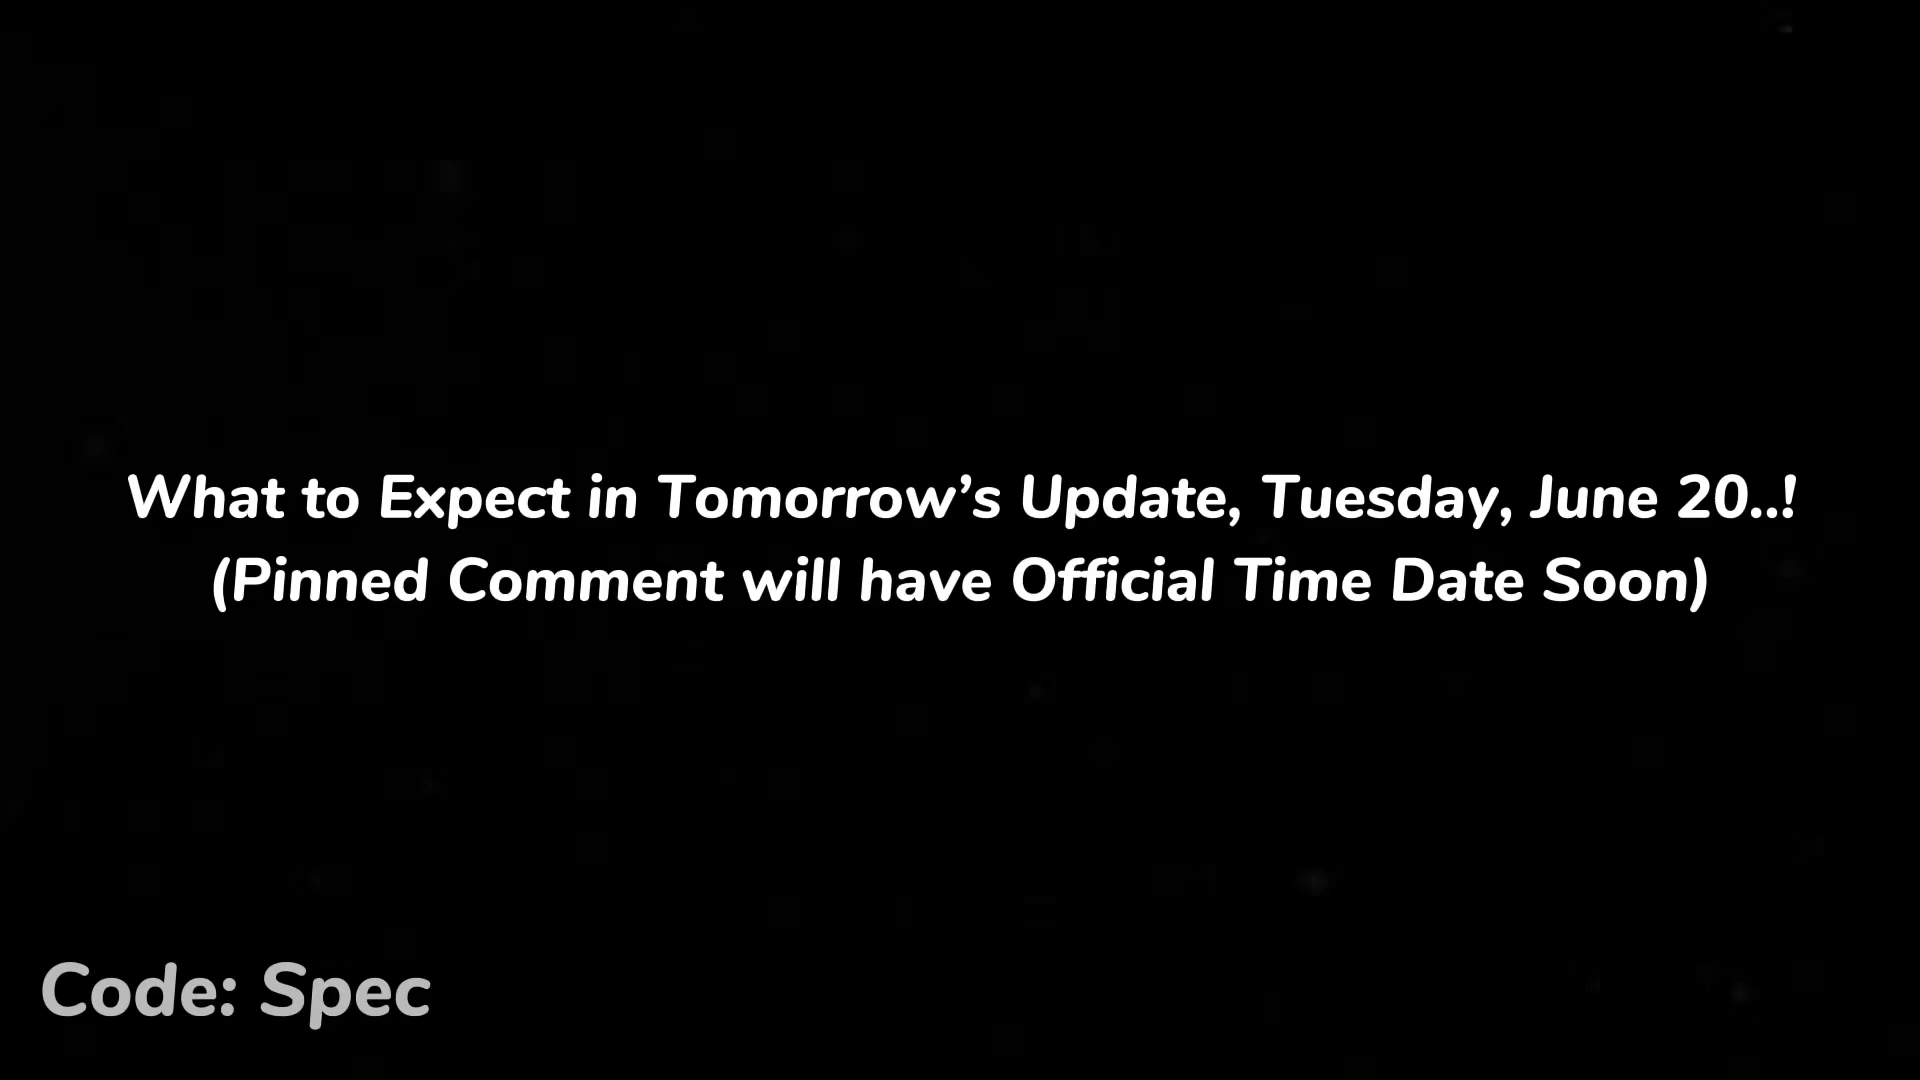 What to Expect in Tomorrow’s Update, Tuesday, June 20..!
(Pinned Comment will have Official Time Date Soon)
Code: Spec